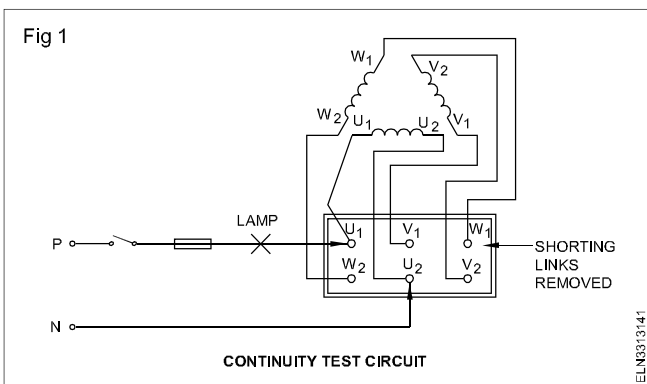 Fig 1
W1
V2
W2
U1
U2
V1
LAMP
P
U1
V1
W1
SHORTING
LINKS
REMOVED
W2
U2
V2
N
CONTINUITY TEST CIRCUIT
ELN3313141